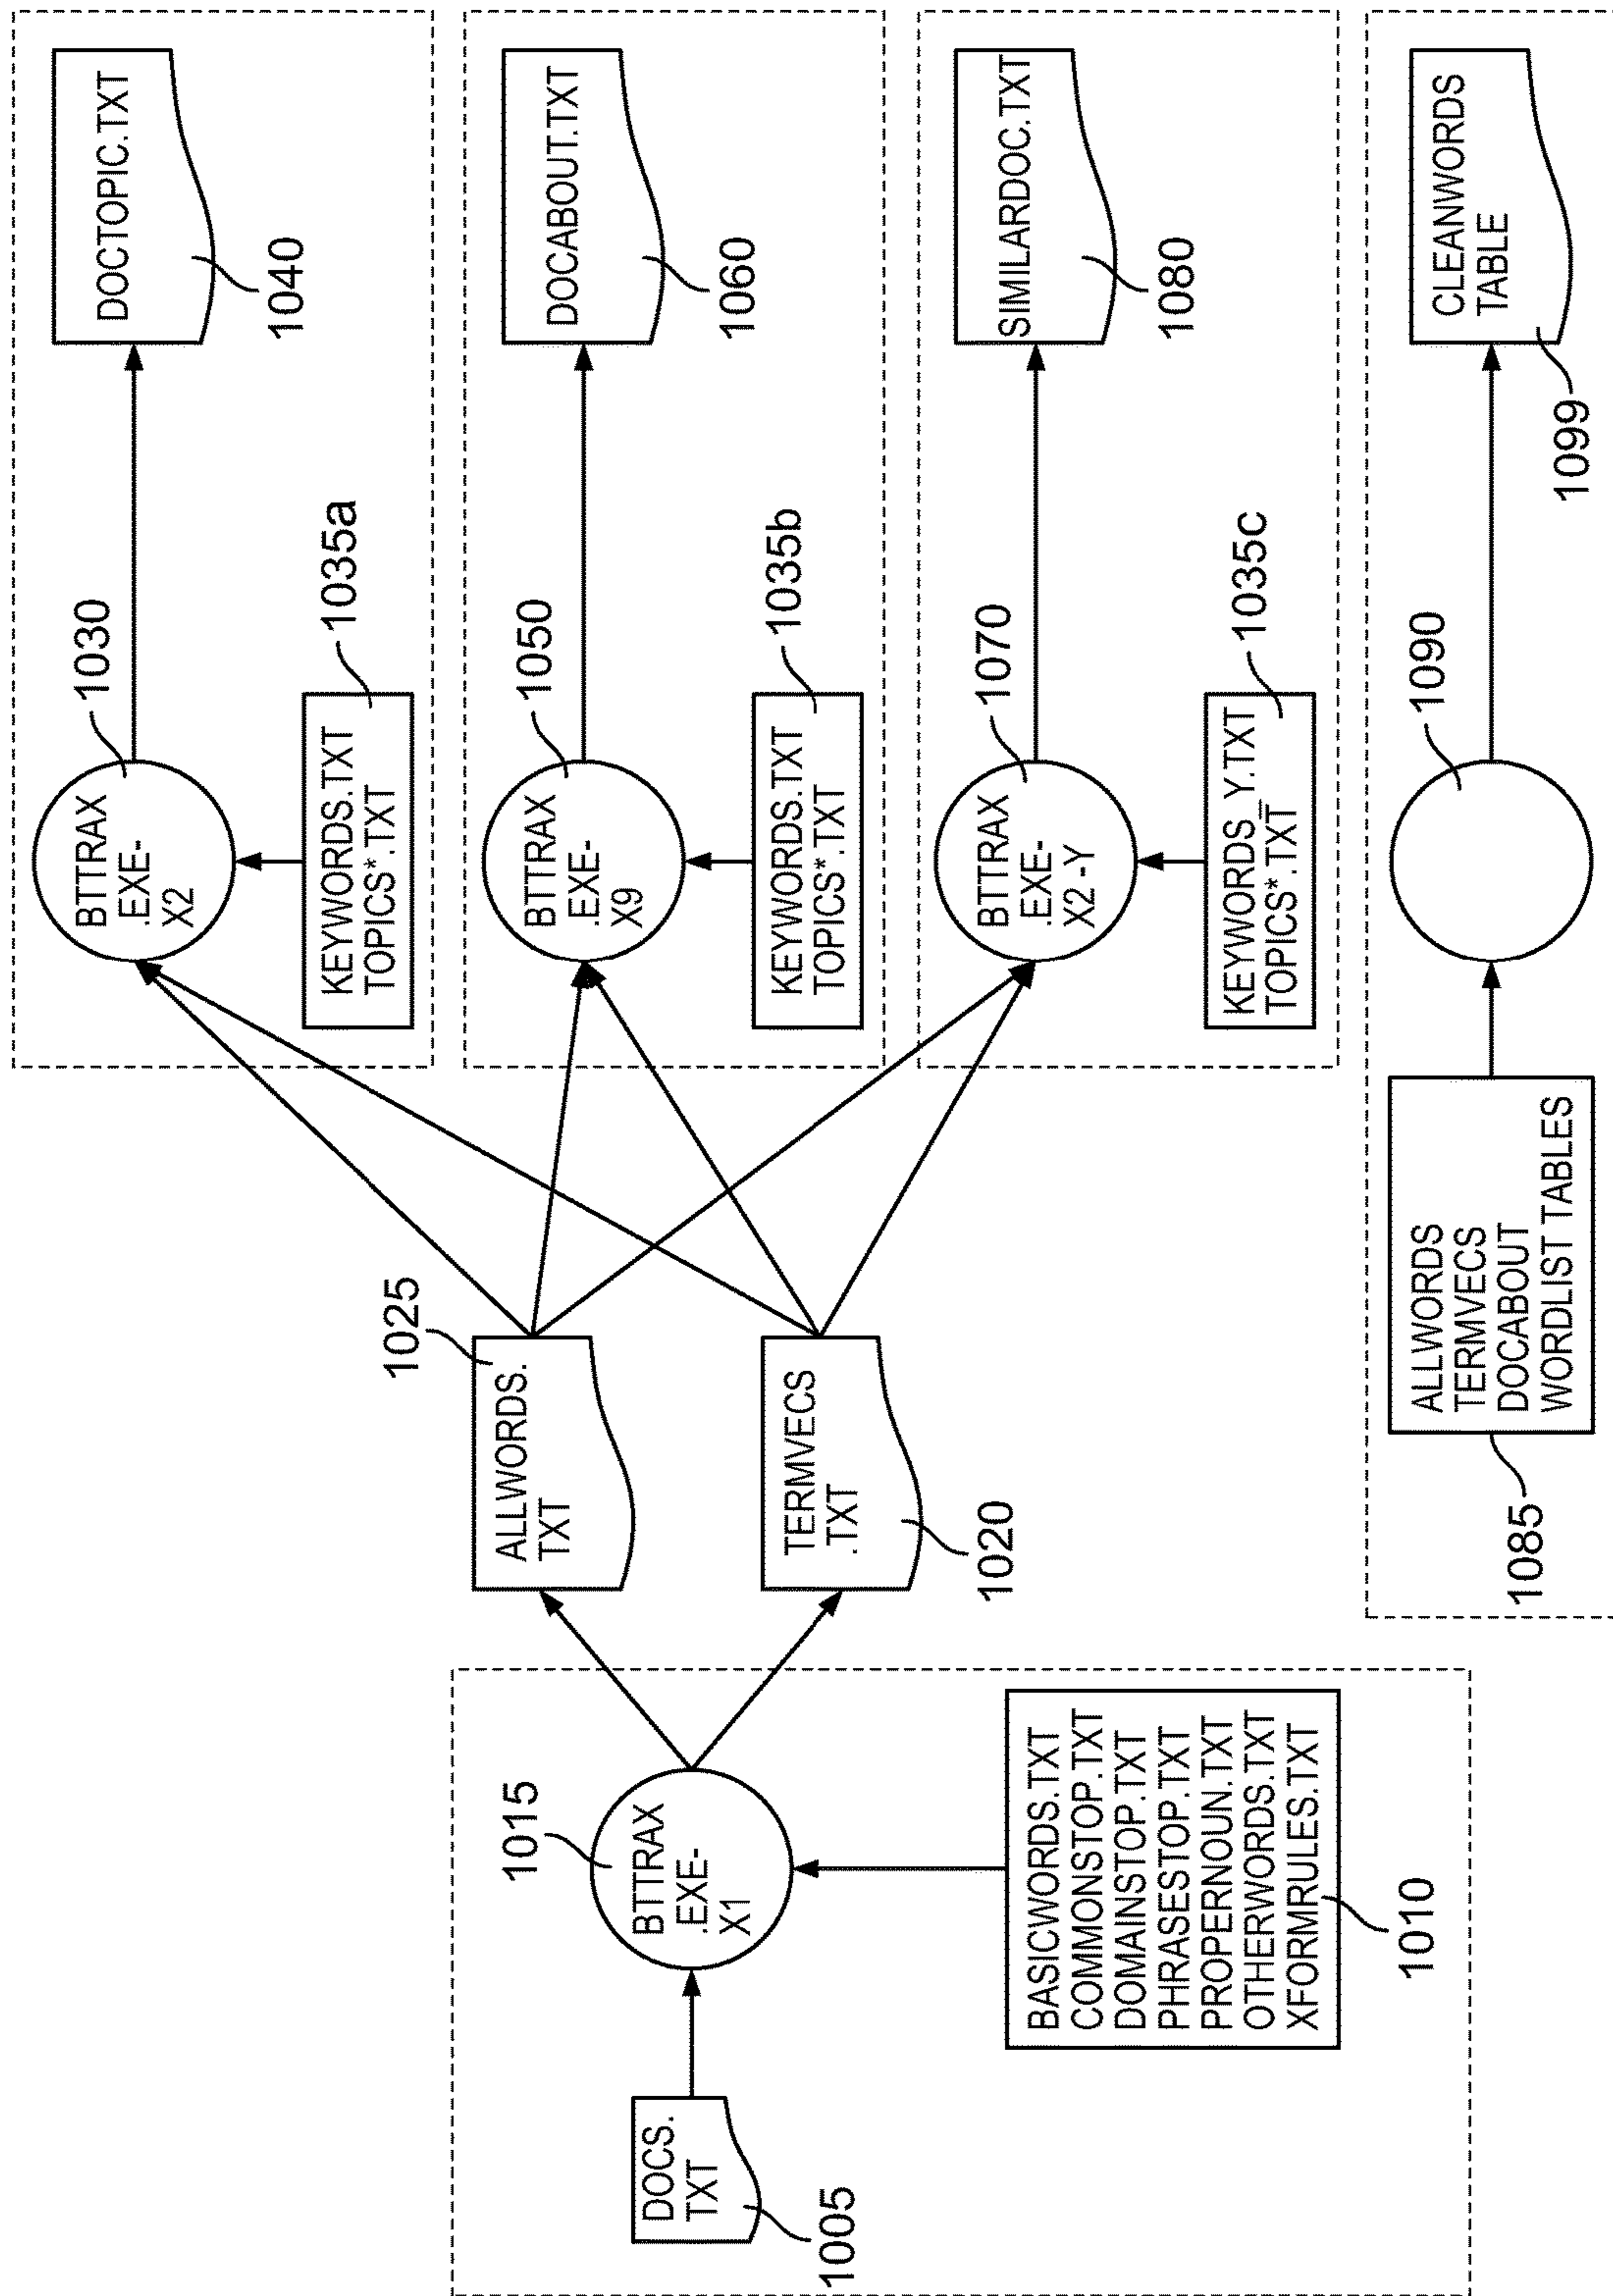 DOCS.
TXT
1005
BTTRAX
.EXE-
X1
1015
BASICWORDS.TXT
COMMONSTOP.TXT
DOMAINSTOP.TXT
PHRASESTOP.TXT
PROPERNOUN.TXT
OTHERWORDS.TXT
XFORMRULES.TXT
1010
ALLWORDS.
TXT
1025
TERMVECS
.TXT
1020
BTTRAX
.EXE-
X2
1030
KEYWORDS.TXT
TOPICS*.TXT
1035a
DOCTOPIC.TXT
1040
BTTRAX
.EXE-
X9
1050
KEYWORDS.TXT
TOPICS*.TXT
1035b
DOCABOUT.TXT
1060
BTTRAX
.EXE-
X2 -Y
1070
KEYWORDS_Y.TXT
TOPICS*.TXT
1035c
SIMILARDOC.TXT
1080
ALLWORDS
TERMVECS
DOCABOUT
WORDLIST TABLES
1085
1090
CLEANWORDS
TABLE
1099